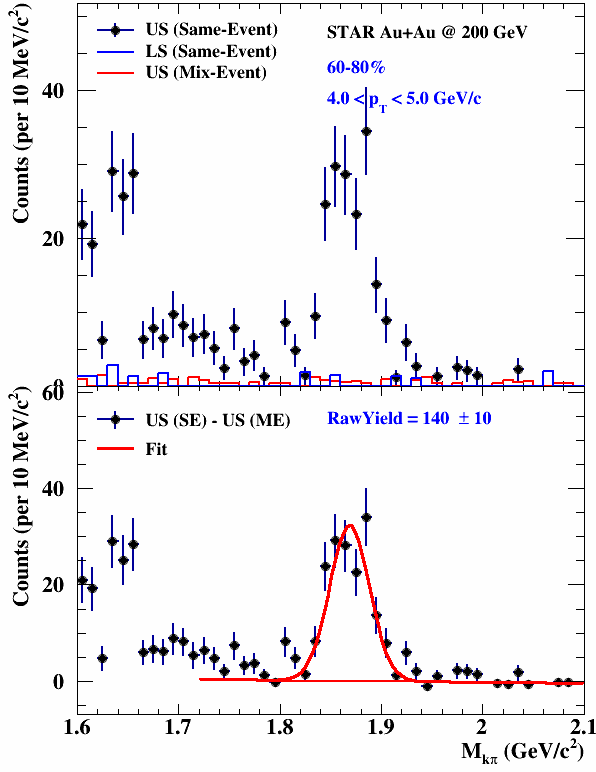 US (Same-Event)
LS (Same-Event)
US (Mix-Event)
STAR Au+Au @ 200 GeV
60-80%
4.0 < p_T < 5.0 GeV/c
Counts (per 10 MeV/c²)
40
20
0
US (SE) - US (ME)
Fit
RawYield = 140 ± 10
Counts (per 10 MeV/c²)
60
40
20
0
1.6 1.7 1.8 1.9 2 2.1
M_kπ (GeV/c²)